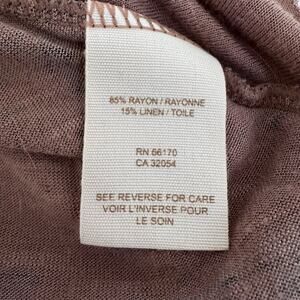 85% RAYON / RAYONNE
15% LINEN / TOILE
RN 66170
CA 32054
SEE REVERSE FOR CARE
VOIR L'INVERSE POUR
LE SOIN